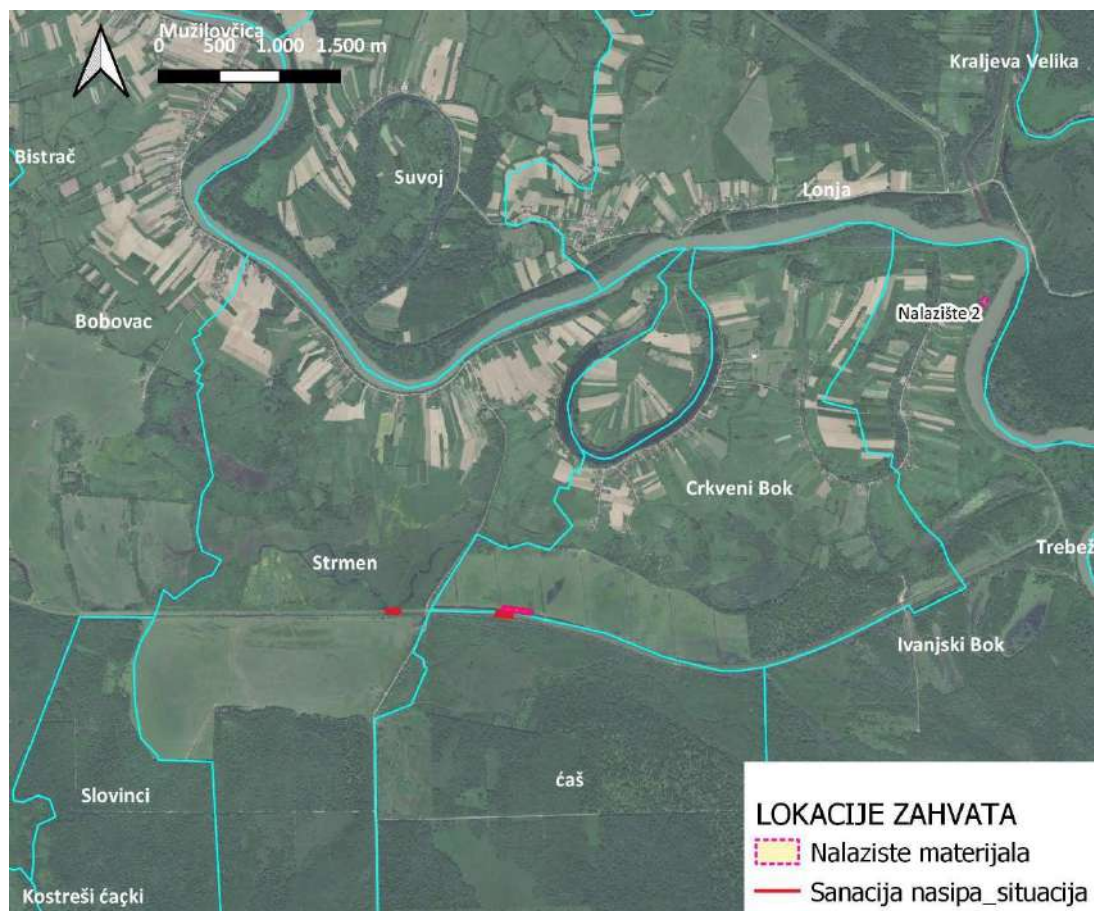 Mužilovčica
0 500 1.000 1.500 m
Kraljeva Velika
Bistrač
Suvoj
Lonja
Bobovac
Nalazište 2
Crkveni Bok
Strmen
Trebež
Ivanjski Bok
ćaš
Slovinci
Kostreši ćaçki
LOKACIJE ZAHVATA
Nalaziste materijala
Sanacija nasipa_situacija